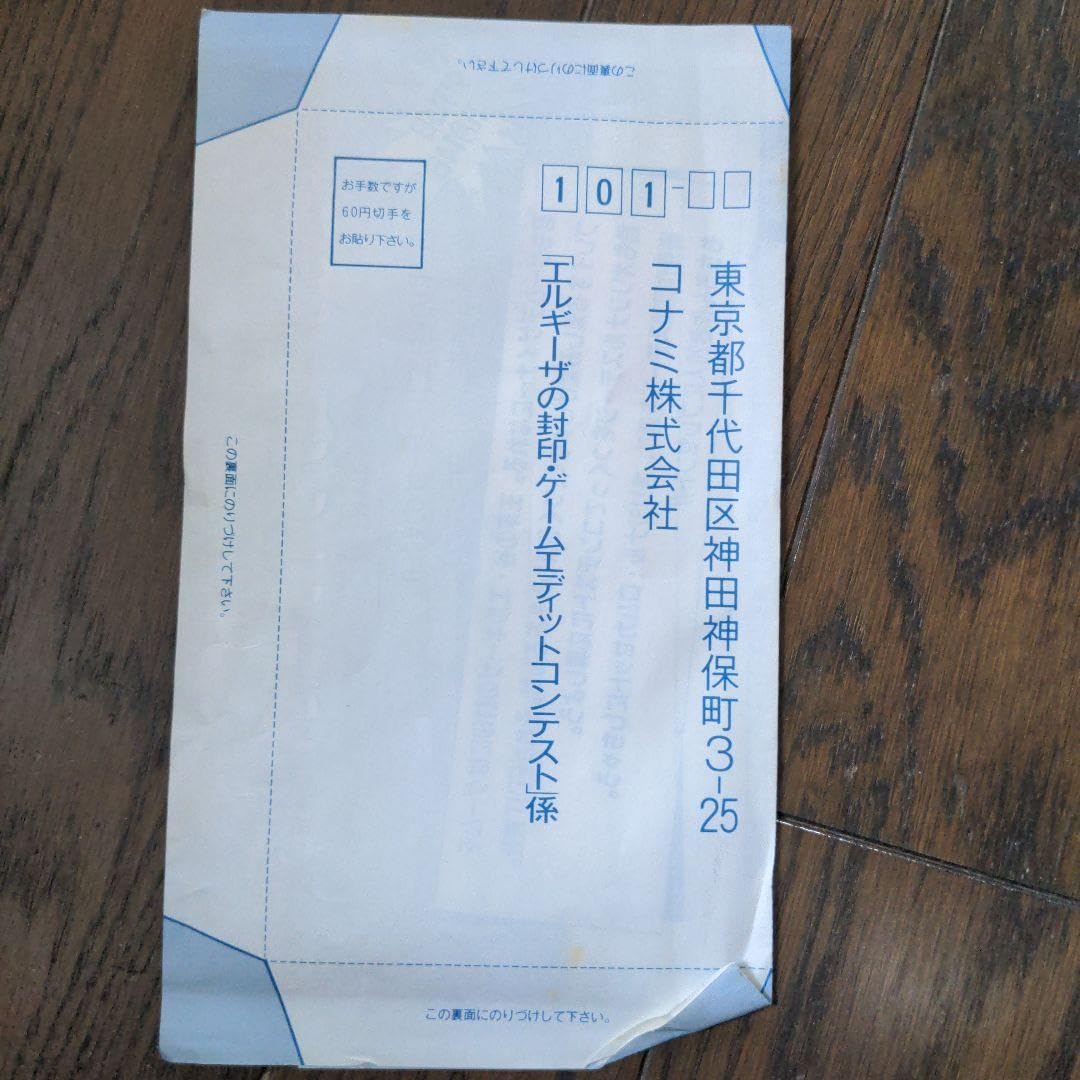 この裏面にのりづけして下さい。
お手数ですが
60円切手を
お貼り下さい。
101-
東京都千代田区神田神保町3-25
コナミ株式会社
「エルギーザの封印・ゲームエディットコンテスト」係
この裏面にのりづけして下さい。
この裏面にのりづけして下さい。